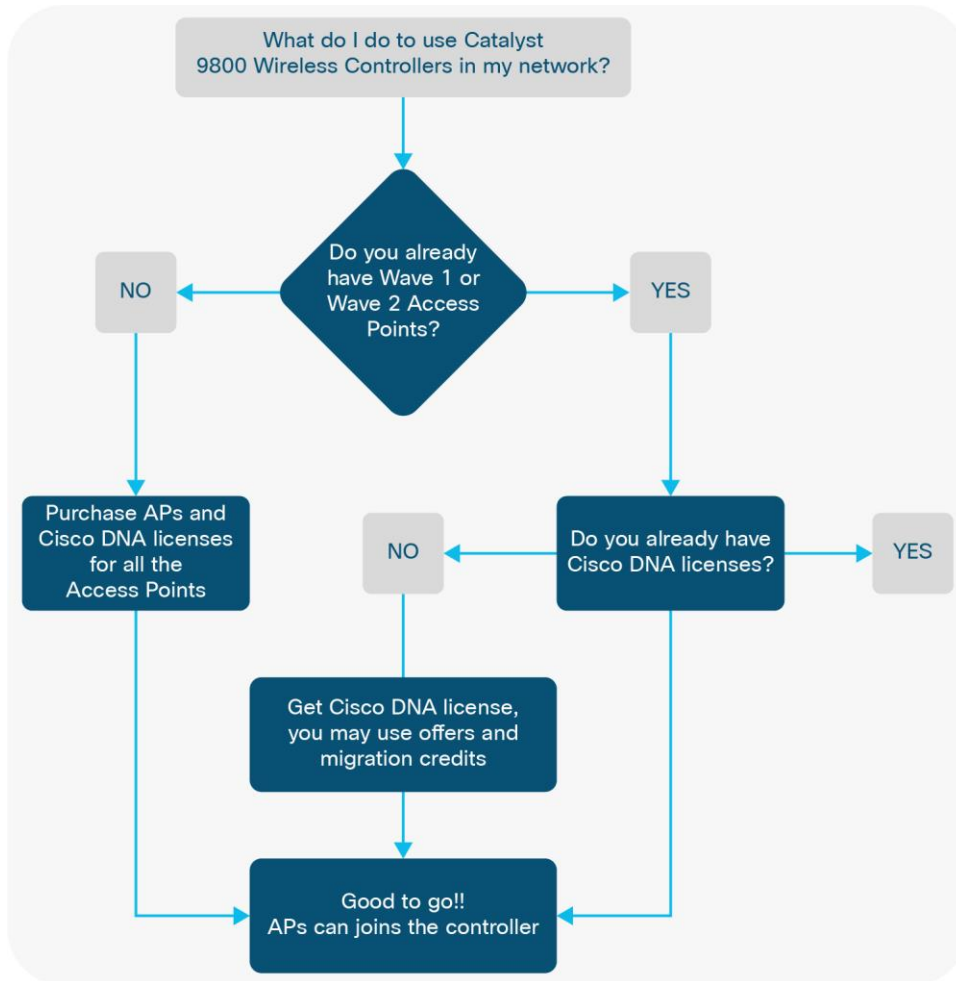 What do I do to use Catalyst
9800 Wireless Controllers in my network?
Do you already
have Wave 1 or
Wave 2 Access
Points?
NO
YES
Purchase APs and
Cisco DNA licenses
for all the
Access Points
NO
Do you already have
Cisco DNA licenses?
YES
Get Cisco DNA license,
you may use offers and
migration credits
Good to go!!
APs can joins the controller